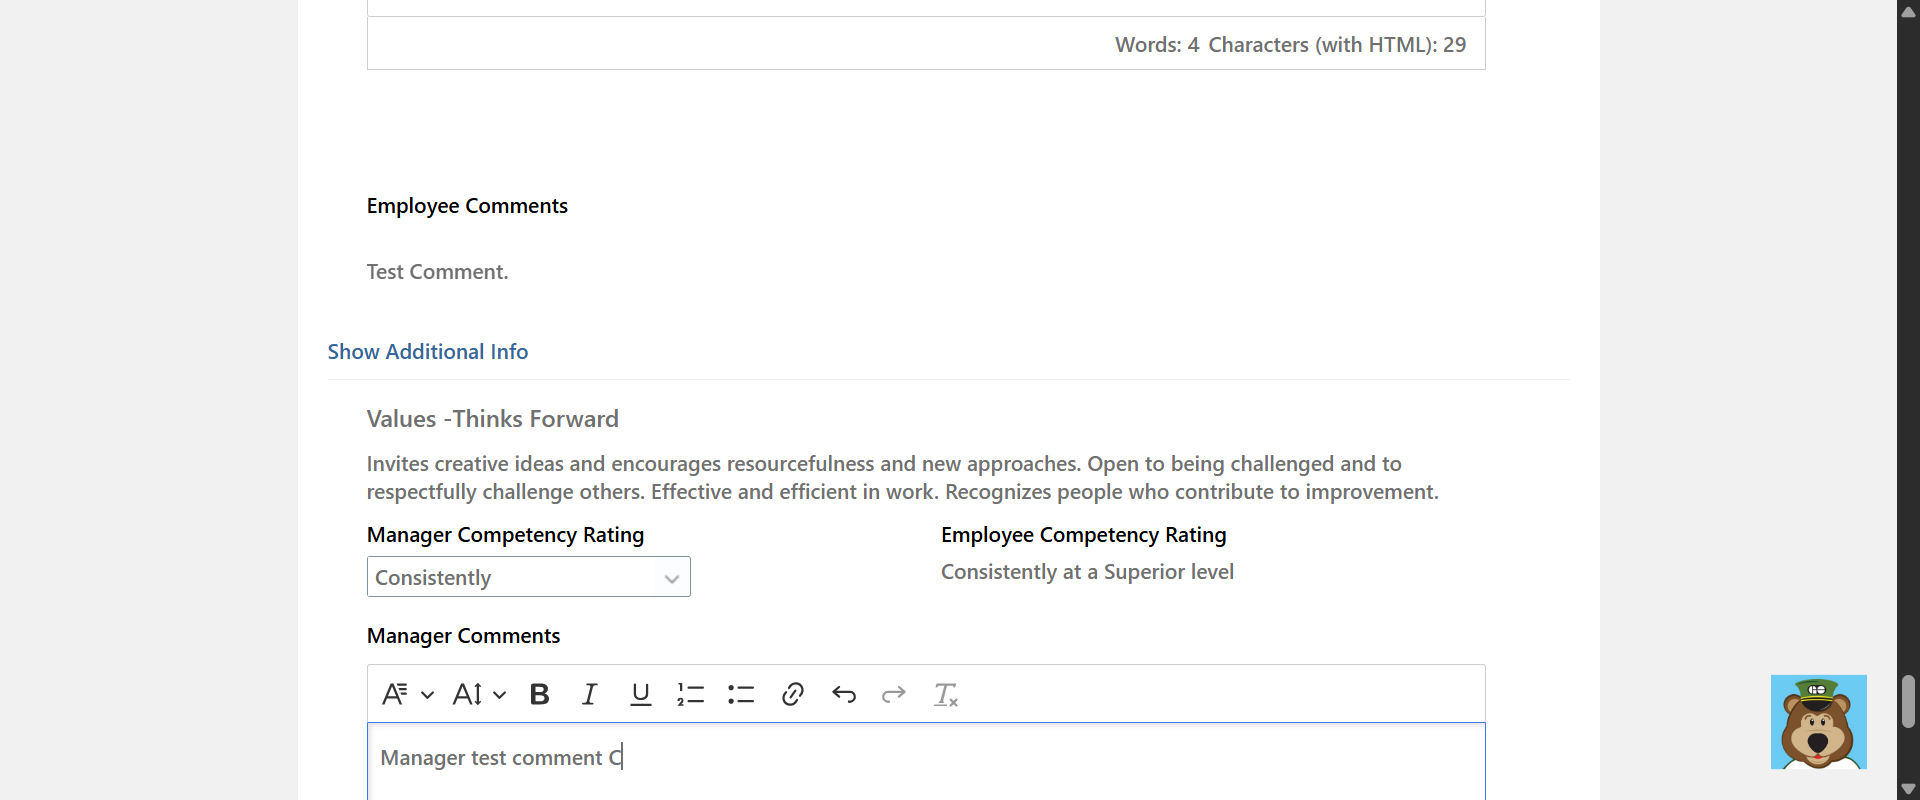 Words: 4 Characters (with HTML): 29
Employee Comments
Test Comment.
Show Additional Info
Values -Thinks Forward
Invites creative ideas and encourages resourcefulness and new approaches. Open to being challenged and to
respectfully challenge others. Effective and efficient in work. Recognizes people who contribute to improvement.
Manager Competency Rating
Employee Competency Rating
Consistently
Consistently at a Superior level
Manager Comments
Manager test comment C
GO